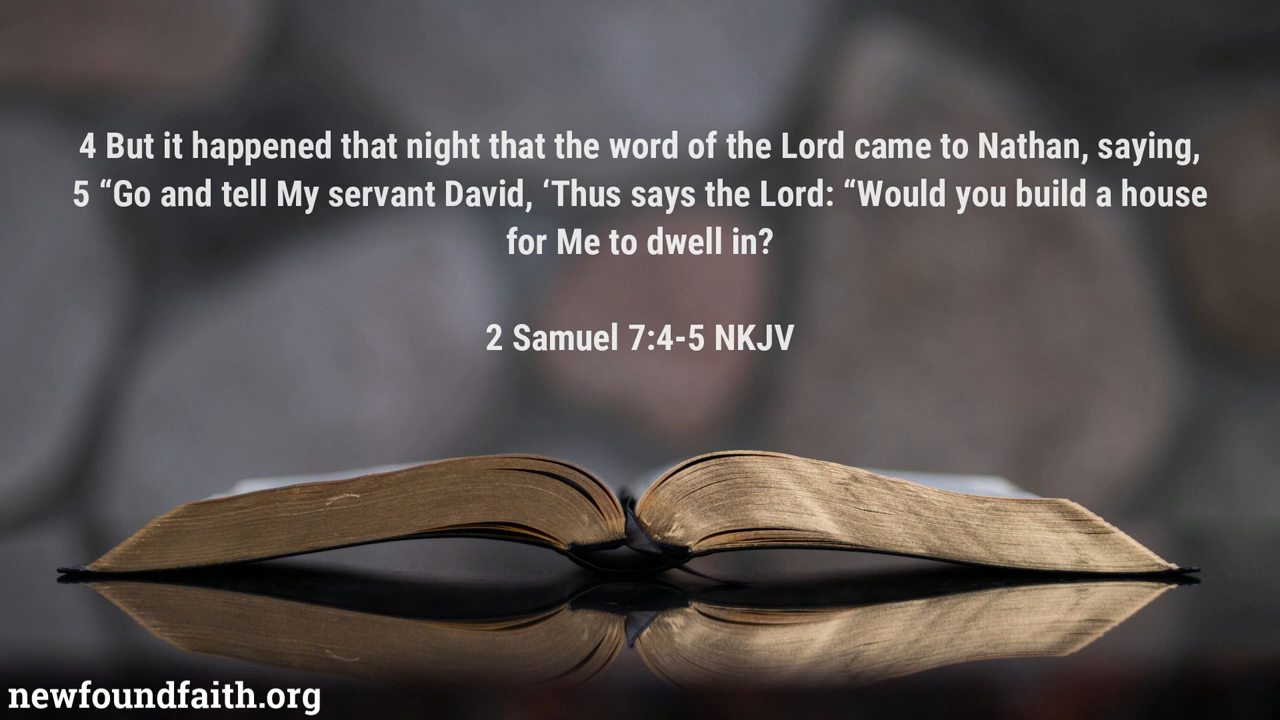 4 But it happened that night that the word of the Lord came to Nathan, saying,
5 “Go and tell My servant David, ‘Thus says the Lord: “Would you build a house
for Me to dwell in?
2 Samuel 7:4-5 NKJV
newfoundfaith.org